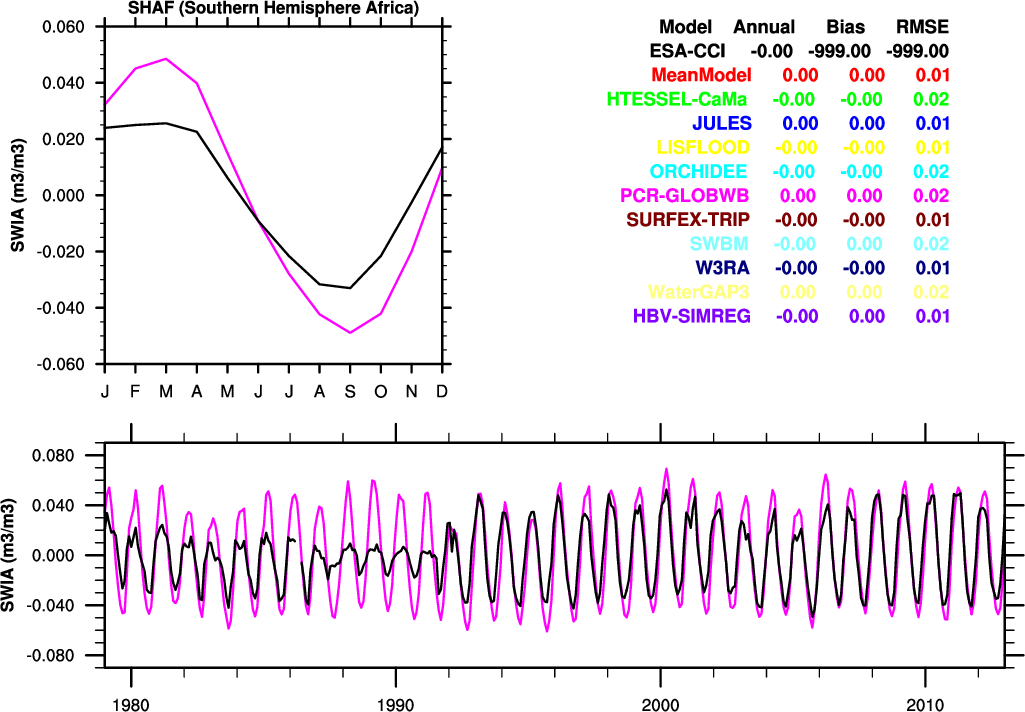 SHAF (Southern Hemisphere Africa)
0.060
0.040
0.020
0.000
-0.020
-0.040
-0.060
SWIA (m3/m3)
J F M A M J J A S O N D
Model Annual Bias RMSE
ESA-CCI -0.00 -999.00 -999.00
MeanModel 0.00 0.00 0.01
HTESSEL-CaMa -0.00 -0.00 0.02
JULES 0.00 0.00 0.01
LISFLOOD -0.00 -0.00 0.01
ORCHIDEE -0.00 -0.00 0.02
PCR-GLOBWB 0.00 0.00 0.02
SURFEX-TRIP -0.00 -0.00 0.01
SWBM -0.00 0.00 0.02
W3RA -0.00 -0.00 0.01
WaterGAP3 0.00 0.00 0.02
HBV-SIMREG -0.00 0.00 0.01
0.080
0.040
0.000
-0.040
-0.080
SWIA (m3/m3)
1980 1990 2000 2010